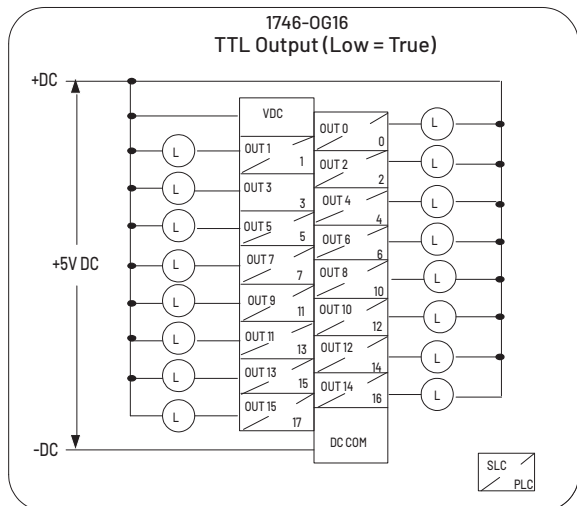 1746-OG16
TTL Output (Low = True)
+DC
VDC
OUT 0
0
L
L
OUT 1
1
OUT 2
2
L
L
OUT 3
3
OUT 4
4
L
L
OUT 5
5
OUT 6
6
L
+5V DC
L
OUT 7
7
OUT 8
10
L
L
OUT 9
11
OUT 10
12
L
L
OUT 11
13
OUT 12
14
L
L
OUT 13
15
OUT 14
16
L
L
OUT 15
17
-DC
DC COM
SLC
PLC